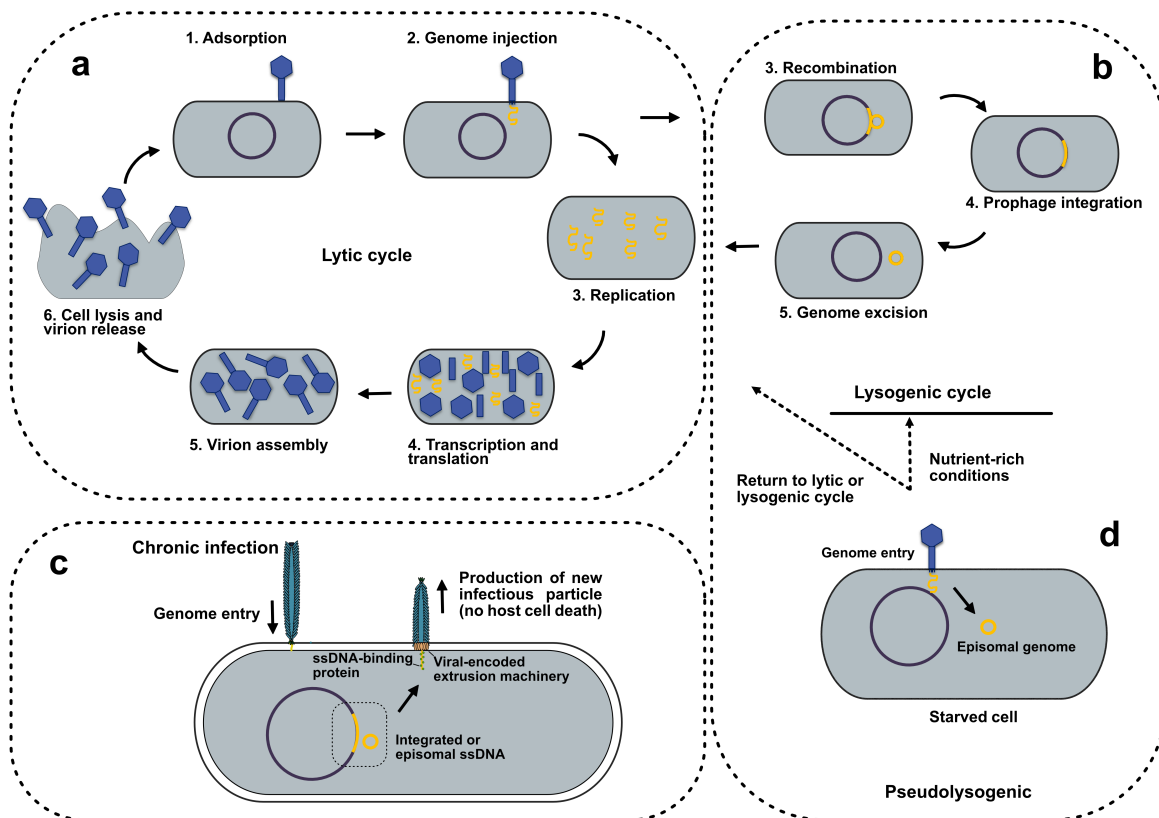 a
1. Adsorption
2. Genome injection
Lytic cycle
3. Replication
4. Transcription and
translation
5. Virion assembly
6. Cell lysis and
virion release
b
3. Recombination
4. Prophage integration
5. Genome excision
Lysogenic cycle
Return to lytic or
lysogenic cycle
Nutrient-rich
conditions
c
Chronic infection
Genome entry
Production of new
infectious particle
(no host cell death)
ssDNA-binding
protein
Viral-encoded
extrusion machinery
Integrated or
episomal ssDNA
d
Genome entry
Episomal genome
Starved cell
Pseudolysogenic